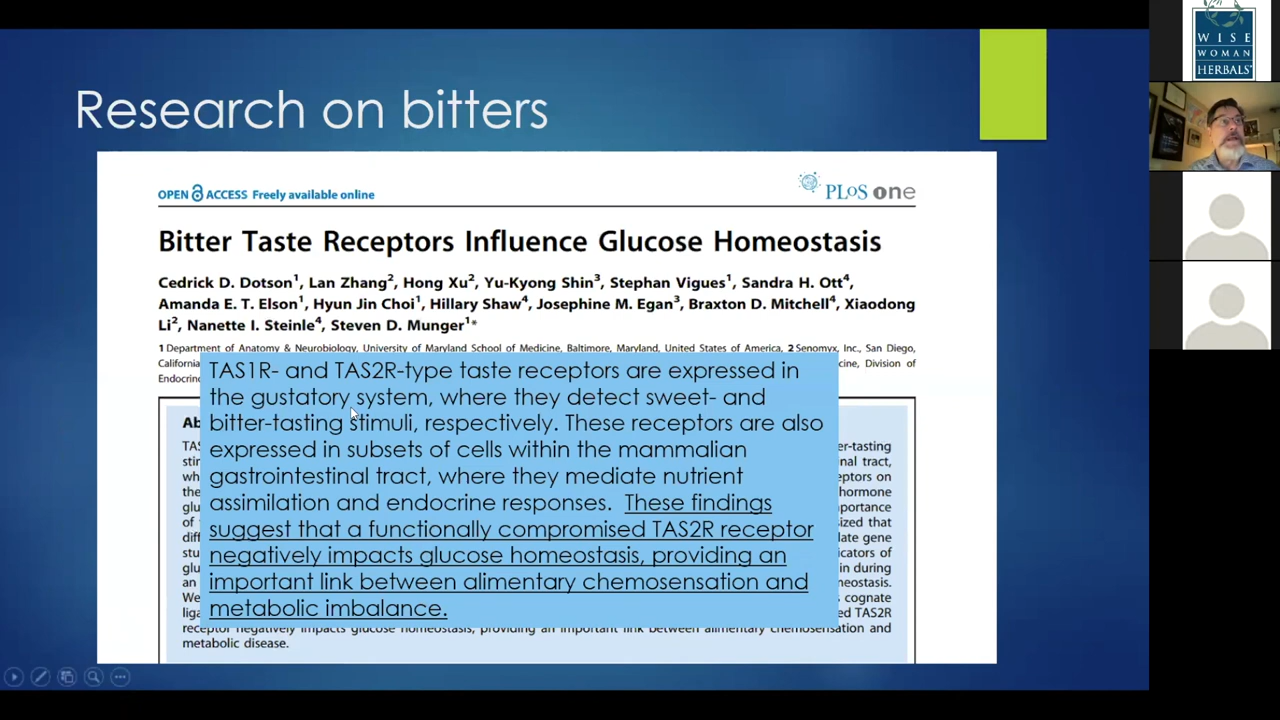 Research on bitters
WISE
WOMAN
HERBALS®
OPEN ACCESS Freely available online
PLoS one
Bitter Taste Receptors Influence Glucose Homeostasis
Cedrick D. Dotson1, Lan Zhang2, Hong Xu2, Yu-Kyong Shin3, Stephan Vigues1, Sandra H. Ott4,
Amanda E. T. Elson1, Hyun Jin Choi1, Hillary Shaw4, Josephine M. Egan3, Braxton D. Mitchell4, Xiaodong
Li2, Nanette I. Steinle4, Steven D. Munger1*
1 Department of Anatomy & Neurobiology, University of Maryland School of Medicine, Baltimore, Maryland, United States of America, 2 Senomyx, Inc., San Diego,
TAS1R- and TAS2R-type taste receptors are expressed in
the gustatory system, where they detect sweet- and
bitter-tasting stimuli, respectively. These receptors are also
expressed in subsets of cells within the mammalian
gastrointestinal tract, where they mediate nutrient
assimilation and endocrine responses. These findings
suggest that a functionally compromised TAS2R receptor
negatively impacts glucose homeostasis, providing an
important link between alimentary chemosensation and
metabolic imbalance.
receptor negatively impacts glucose homeostasis, providing an important link between alimentary chemosensation and
metabolic disease.